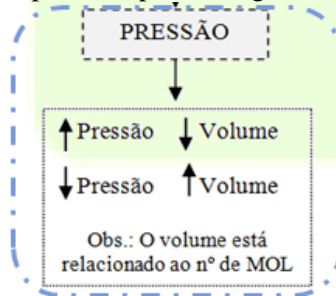 PRESSÃO
Pressão Volume
Pressão Volume
Obs.: O volume está
relacionado ao nº de MOL